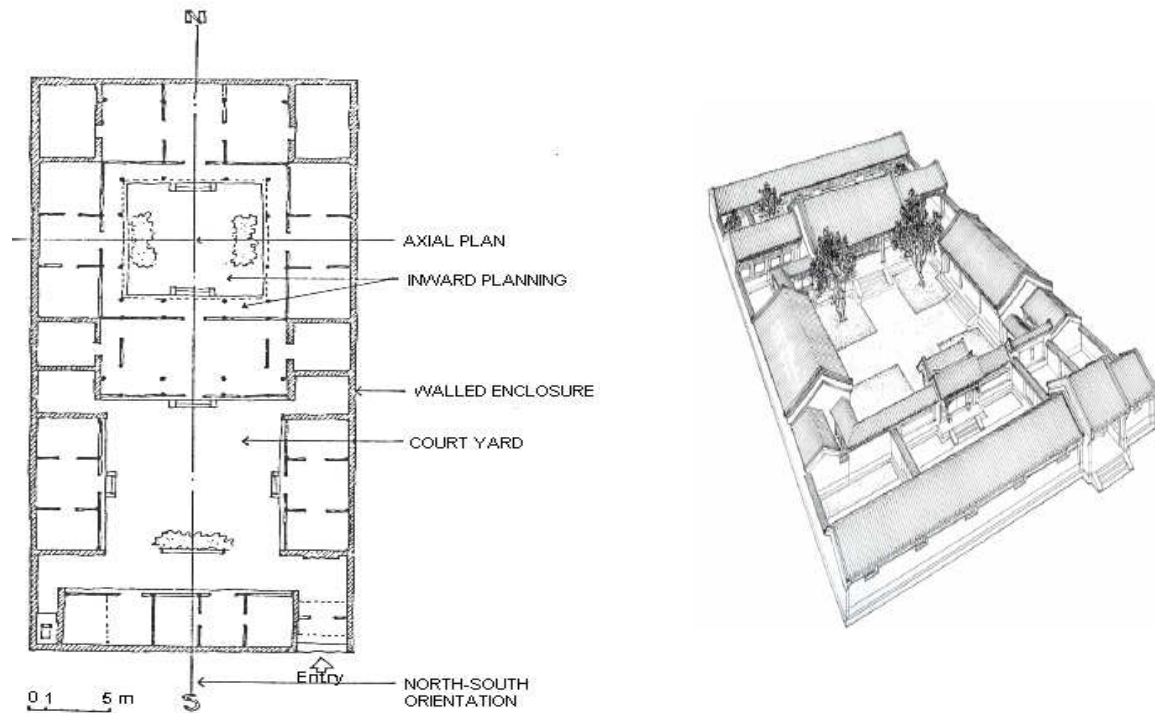 N
AXIAL PLAN
INWARD PLANNING
WALLED ENCLOSURE
COURT YARD
Entry
NORTH-SOUTH
ORIENTATION
0 1 5 m
S